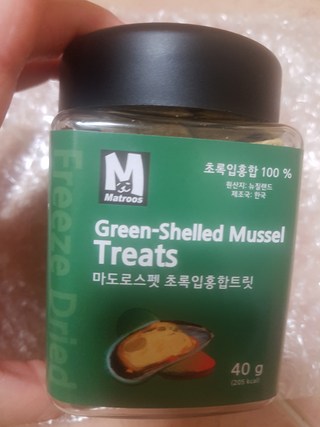 Freeze Dried
M
Matroos
초록입홍합 100 %
원산지: 뉴질랜드
제조국: 한국
Green-Shelled Mussel
Treats
마도로스펫 초록입홍합트릿
40 g
(205 kcal)